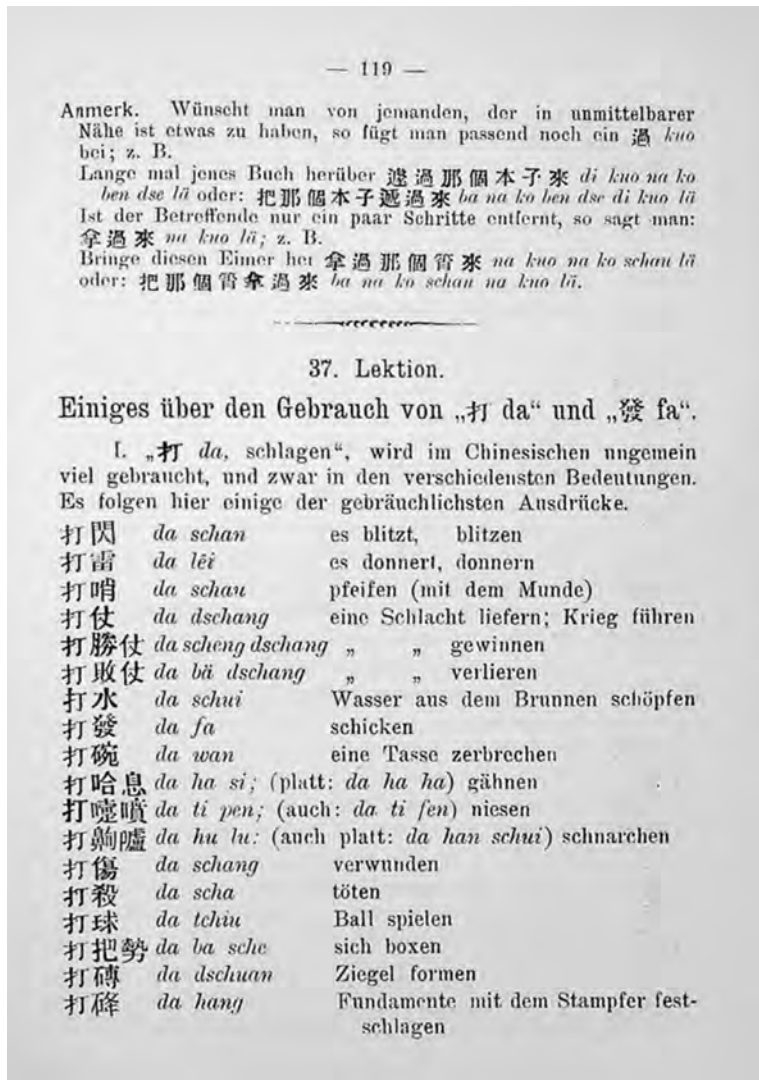 — 119 —
Anmerk. Wünscht man von jemanden, der in unmittelbarer
Nähe ist etwas zu haben, so fügt man passend noch ein 過 kuo
bei; z. B.
Lange mal jenes Buch herüber 遞過那個本子來 di kuo na ko
ben dse lä oder: 把那個本子遞過來 ba na ko ben dse di kuo lä
Ist der Betreffende nur ein paar Schritte entfernt, so sagt man:
拿過來 na kuo lä; z. B.
Bringe diesen Eimer her 拿過那個筲來 na kuo na ko schau lä
oder: 把那個筲拿過來 ba na ko schau na kuo lä.
37. Lektion.
Einiges über den Gebrauch von „打 da“ und „發 fa“.
I. „打 da, schlagen“, wird im Chinesischen ungemein
viel gebraucht, und zwar in den verschiedensten Bedeutungen.
Es folgen hier einige der gebräuchlichsten Ausdrücke.
打閃 da schan es blitzt, blitzen
打雷 da lëi es donnert, donnern
打哨 da schau pfeifen (mit dem Munde)
打仗 da dschang eine Schlacht liefern; Krieg führen
打勝仗 da scheng dschang „ „ gewinnen
打敗仗 da bä dschang „ „ verlieren
打水 da schui Wasser aus dem Brunnen schöpfen
打發 da fa schicken
打碗 da wan eine Tasse zerbrechen
打哈息 da ha si; (platt: da ha ha) gähnen
打嚏噴 da ti pen; (auch: da ti fen) niesen
打齁嚧 da hu lu: (auch platt: da han schui) schnarchen
打傷 da schang verwunden
打殺 da scha töten
打球 da tchiu Ball spielen
打把勢 da ba sche sich boxen
打磚 da dschuan Ziegel formen
打 da hang Fundamente mit dem Stampfer fest-
schlagen